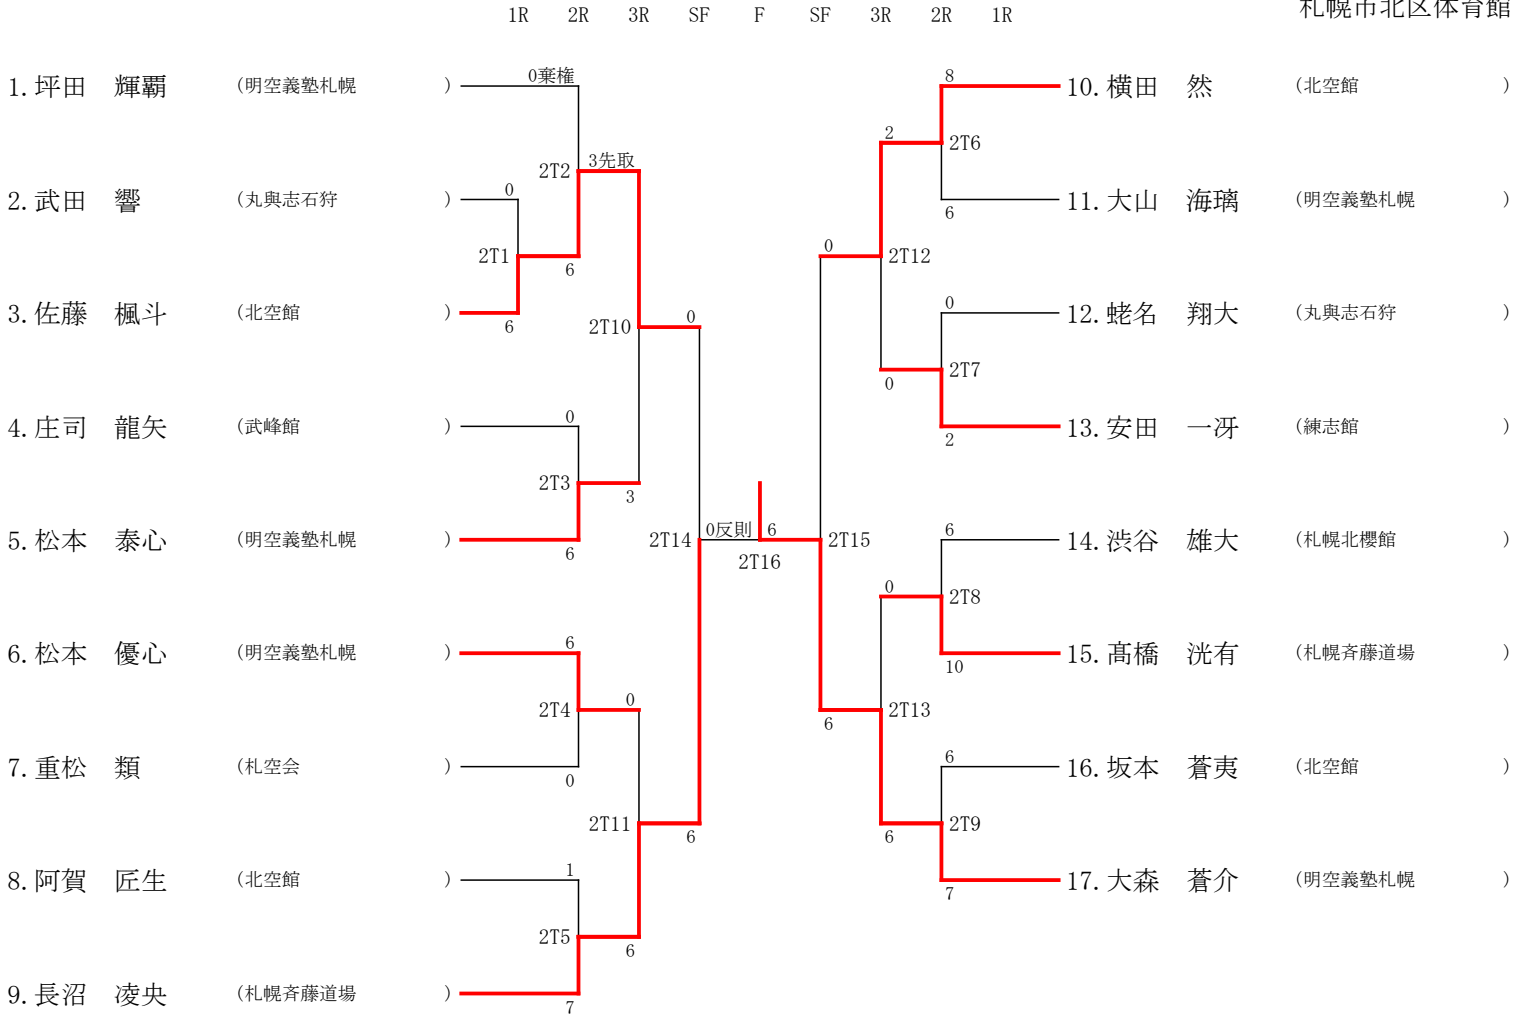 札幌市北区体育館
1R 2R 3R SF F SF 3R 2R 1R
1. 坪田 輝覇 (明空義塾札幌 )
0棄権
2. 武田 響 (丸與志石狩 )
0
3. 佐藤 楓斗 (北空館 )
6
2T1
6
2T2
3先取
4. 庄司 龍矢 (武峰館 )
0
5. 松本 泰心 (明空義塾札幌 )
6
2T3
3
2T10
0
6. 松本 優心 (明空義塾札幌 )
6
7. 重松 類 (札空会 )
0
2T4
0
8. 阿賀 匠生 (北空館 )
1
9. 長沼 凌央 (札幌斉藤道場 )
7
2T5
6
2T11
6
2T14
0反則
6
2T16
2T15
8
10. 横田 然 (北空館 )
2T6
2
6
11. 大山 海璃 (明空義塾札幌 )
2T12
0
0
12. 蛯名 翔大 (丸與志石狩 )
2T7
0
2
13. 安田 一冴 (練志館 )
6
14. 渋谷 雄大 (札幌北櫻館 )
2T8
0
10
15. 髙橋 洸有 (札幌斉藤道場 )
2T13
6
6
16. 坂本 蒼夷 (北空館 )
2T9
6
7
17. 大森 蒼介 (明空義塾札幌 )